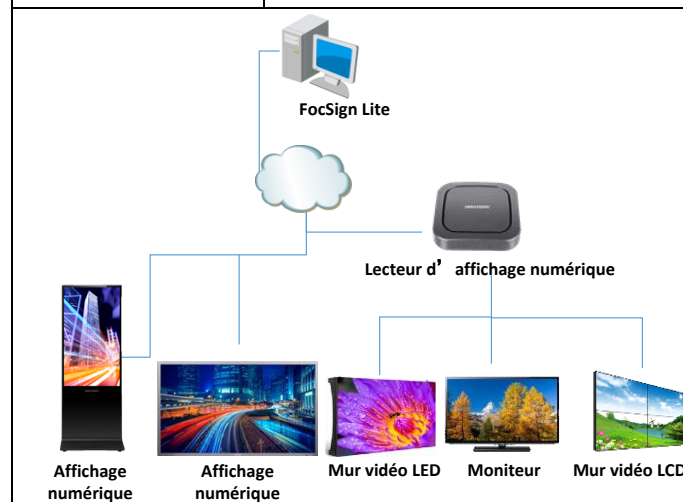 FocSign Lite
Lecteur d’ affichage numérique
Affichage
numérique
Affichage
numérique
Mur vidéo LED
Moniteur
Mur vidéo LCD